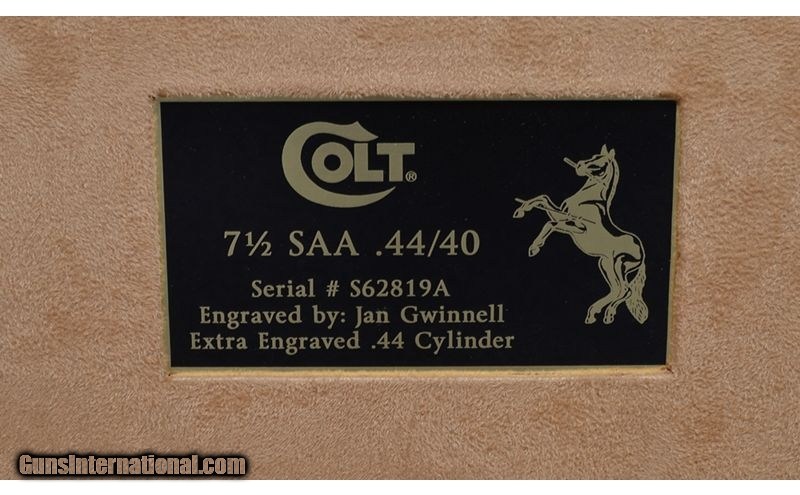 COLT®
7½ SAA .44/40
Serial # S62819A
Engraved by: Jan Gwinnell
Extra Engraved .44 Cylinder
GunsInternational.com